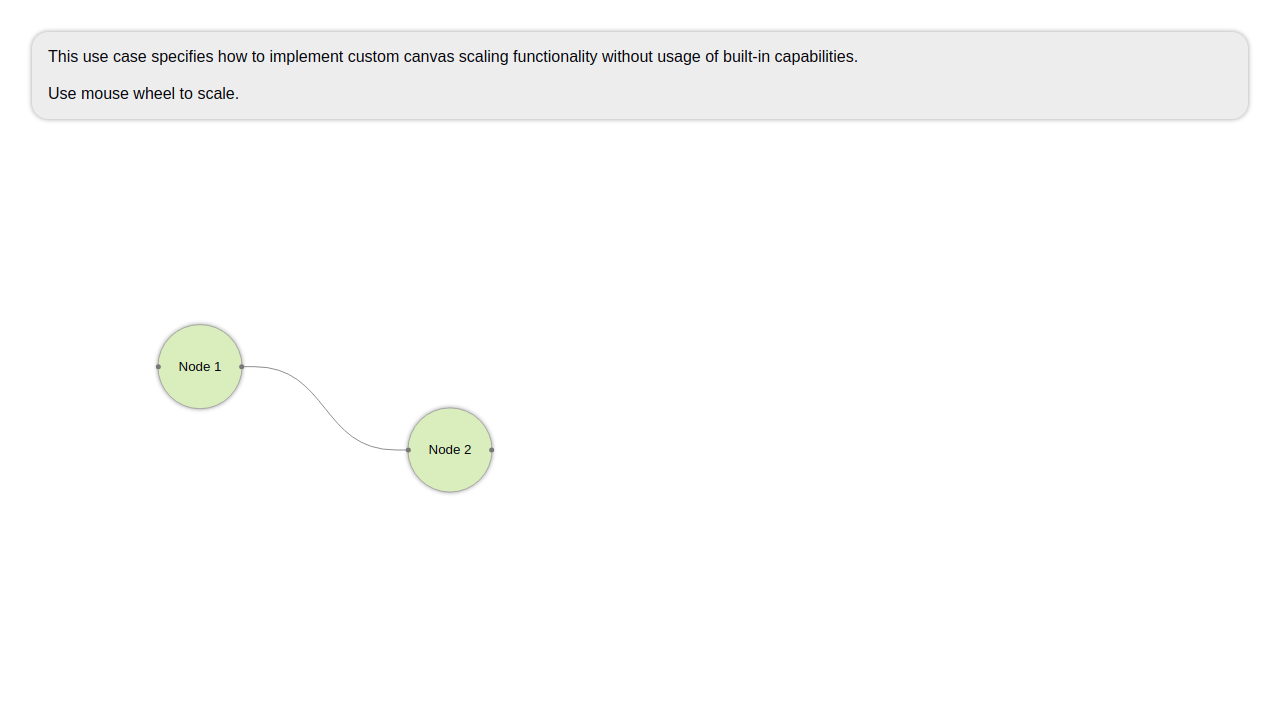 This use case specifies how to implement custom canvas scaling functionality without usage of built-in capabilities.
Use mouse wheel to scale.
Node 1
Node 2